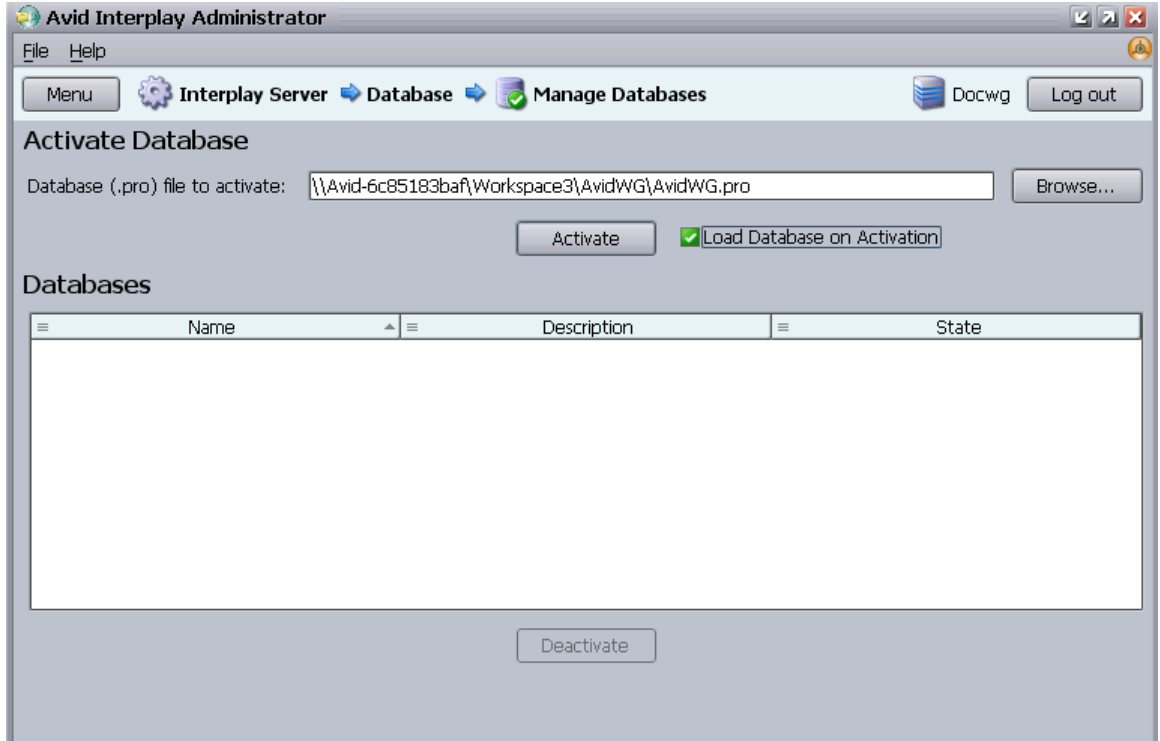 Avid Interplay Administrator
File Help
Menu Interplay Server Database Manage Databases Docwg Log out
Activate Database
Database (.pro) file to activate: \\Avid-6c85183baf\Workspace3\AvidWG\AvidWG.pro Browse...
Activate Load Database on Activation
Databases
Name Description State
Deactivate